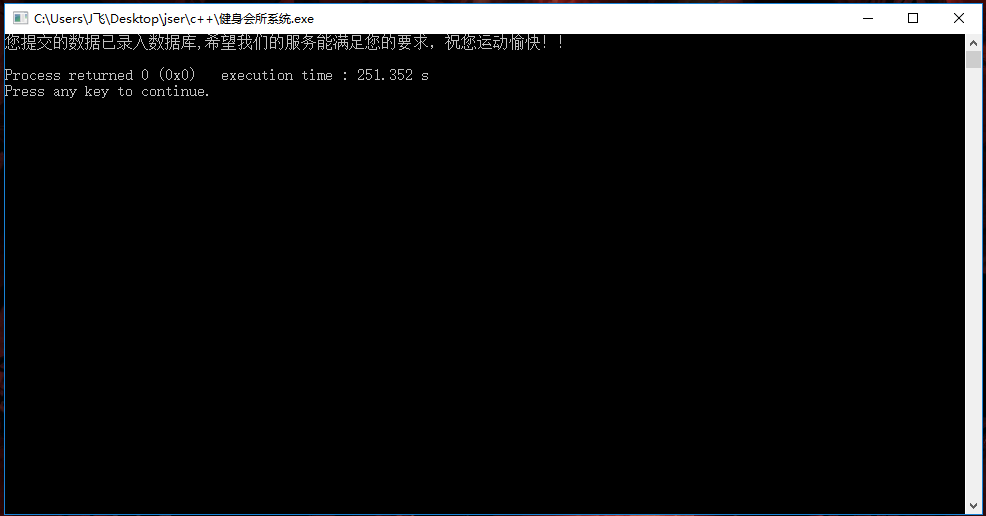 C:\Users\J飞\Desktop\jser\c++\健身会所系统.exe
您提交的数据已录入数据库,希望我们的服务能满足您的要求，祝您运动愉快！！
Process returned 0 (0x0)   execution time : 251.352 s
Press any key to continue.